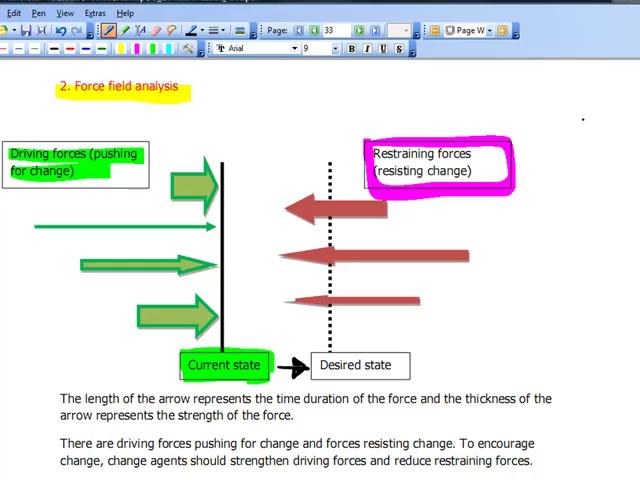 Edit Pen View Extras Help
Page: 33 Page W
Arial 9 B I U S
2. Force field analysis
Driving forces (pushing
for change)
Restraining forces
(resisting change)
Current state
Desired state
The length of the arrow represents the time duration of the force and the thickness of the
arrow represents the strength of the force.
There are driving forces pushing for change and forces resisting change. To encourage
change, change agents should strengthen driving forces and reduce restraining forces.